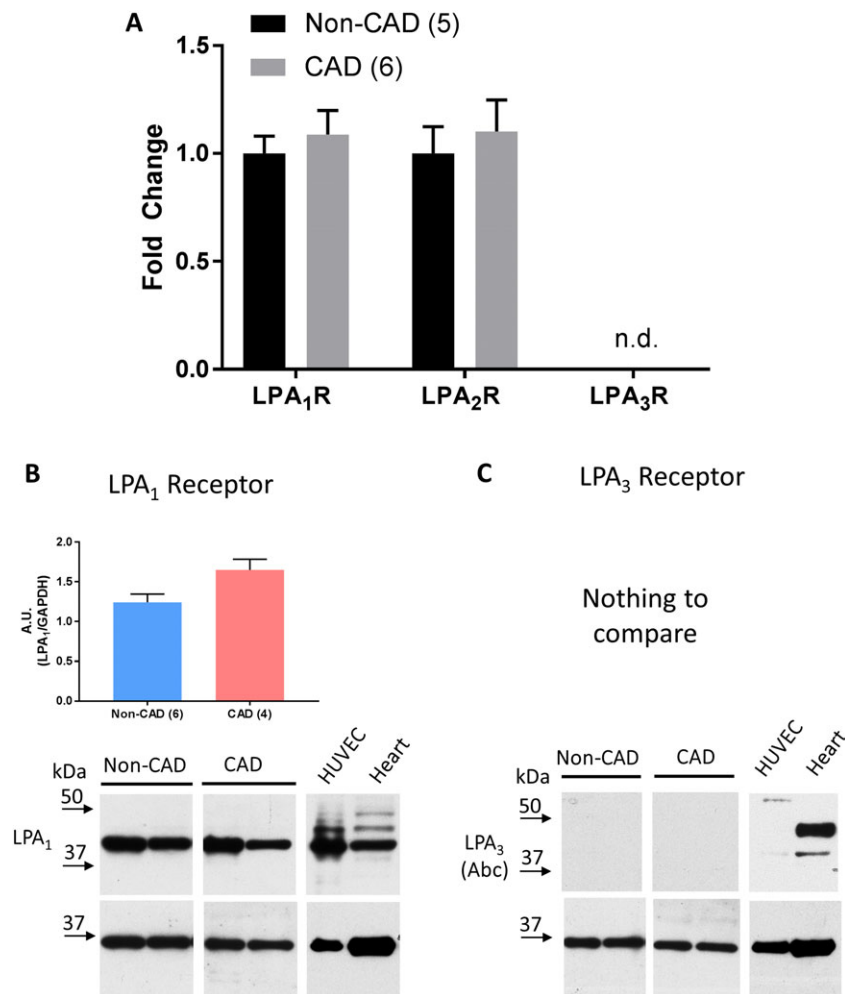 A
Non-CAD (5)
CAD (6)
Fold Change
1.5
1.0
0.5
0.0
n.d.
LPA₁R LPA₂R LPA₃R
B LPA₁ Receptor
A.U.
(LPA₁/GAPDH)
2.0
1.5
1.0
0.5
0.0
Non-CAD (6) CAD (4)
kDa Non-CAD CAD HUVEC Heart
50
LPA₁
37
37
C LPA₃ Receptor
Nothing to
compare
kDa Non-CAD CAD HUVEC Heart
50
LPA₃
(Abc)
37
37